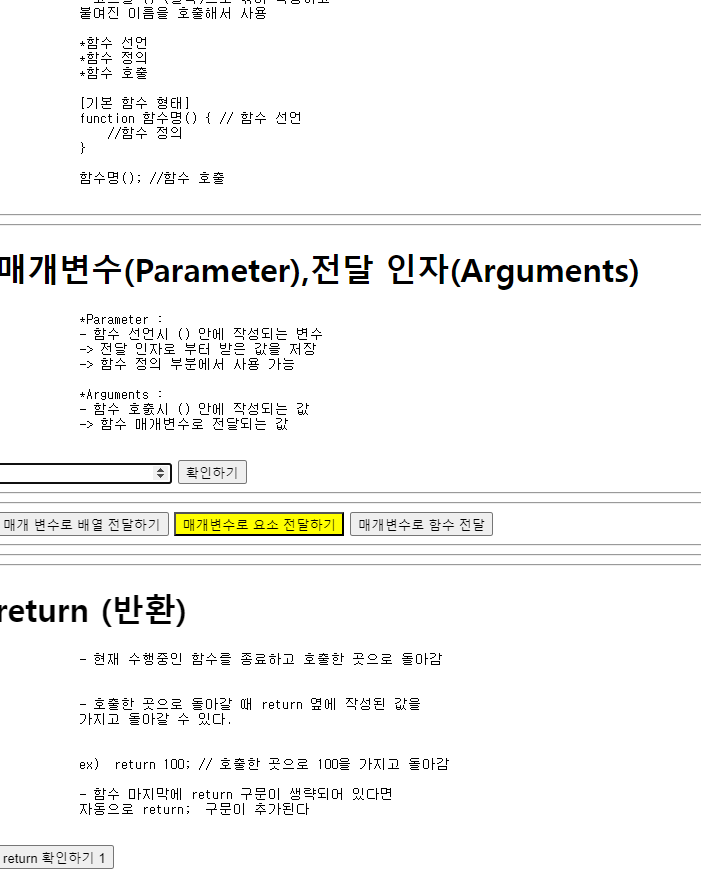 붙여진 이름을 호출해서 사용
*함수 선언
*함수 정의
*함수 호출
[기본 함수 형태]
function 함수명() { // 함수 선언
//함수 정의
}
함수명(); //함수 호출
매개변수(Parameter),전달 인자(Arguments)
*Parameter :
- 함수 선언시 () 안에 작성되는 변수
-> 전달 인자로 부터 받은 값을 저장
-> 함수 정의 부분에서 사용 가능
*Arguments :
- 함수 호춣시 () 안에 작성되는 값
-> 함수 매개변수로 전달되는 값
확인하기
매개 변수로 배열 전달하기 매개변수로 요소 전달하기 매개변수로 함수 전달
return (반환)
- 현재 수행중인 함수를 종료하고 호출한 곳으로 돌아감
- 호출한 곳으로 돌아갈 때 return 옆에 작성된 값을
가지고 돌아갈 수 있다.
ex) return 100; // 호출한 곳으로 100을 가지고 돌아감
- 함수 마지막에 return 구문이 생략되어 있다면
자동으로 return; 구문이 추가된다
return 확인하기 1